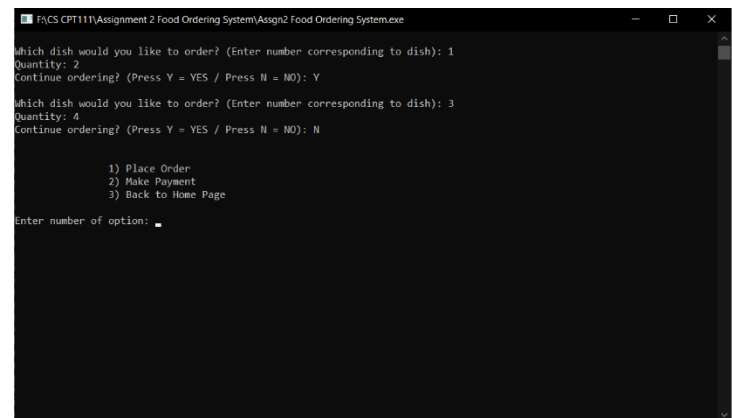 F:\CS CPT111\Assignment 2 Food Ordering System\Assgn2 Food Ordering System.exe
Which dish would you like to order? (Enter number corresponding to dish): 1
Quantity: 2
Continue ordering? (Press Y = YES / Press N = NO): Y
Which dish would you like to order? (Enter number corresponding to dish): 3
Quantity: 4
Continue ordering? (Press Y = YES / Press N = NO): N
1) Place Order
2) Make Payment
3) Back to Home Page
Enter number of option: